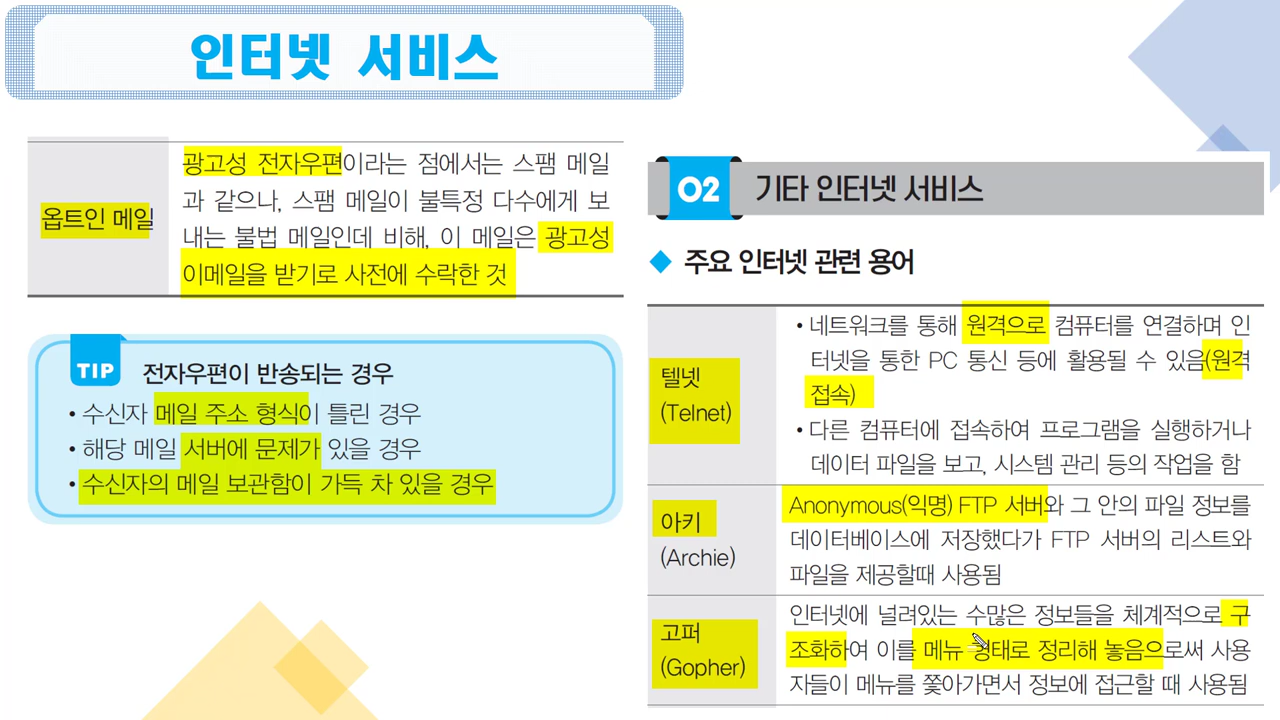 인터넷 서비스
옵트인 메일
광고성 전자우편이라는 점에서는 스팸 메일
과 같으나, 스팸 메일이 불특정 다수에게 보
내는 불법 메일인데 비해, 이 메일은 광고성
이메일을 받기로 사전에 수락한 것
TIP 전자우편이 반송되는 경우
• 수신자 메일 주소 형식이 틀린 경우
• 해당 메일 서버에 문제가 있을 경우
• 수신자의 메일 보관함이 가득 차 있을 경우
02 기타 인터넷 서비스
◆ 주요 인터넷 관련 용어
텔넷
(Telnet)
• 네트워크를 통해 원격으로 컴퓨터를 연결하며 인
터넷을 통한 PC 통신 등에 활용될 수 있음(원격
접속)
• 다른 컴퓨터에 접속하여 프로그램을 실행하거나
데이터 파일을 보고, 시스템 관리 등의 작업을 함
아키
(Archie)
Anonymous(익명) FTP 서버와 그 안의 파일 정보를
데이터베이스에 저장했다가 FTP 서버의 리스트와
파일을 제공할때 사용됨
고퍼
(Gopher)
인터넷에 널려있는 수많은 정보들을 체계적으로 구
조화하여 이를 메뉴 형태로 정리해 놓음으로써 사용
자들이 메뉴를 쫓아가면서 정보에 접근할 때 사용됨